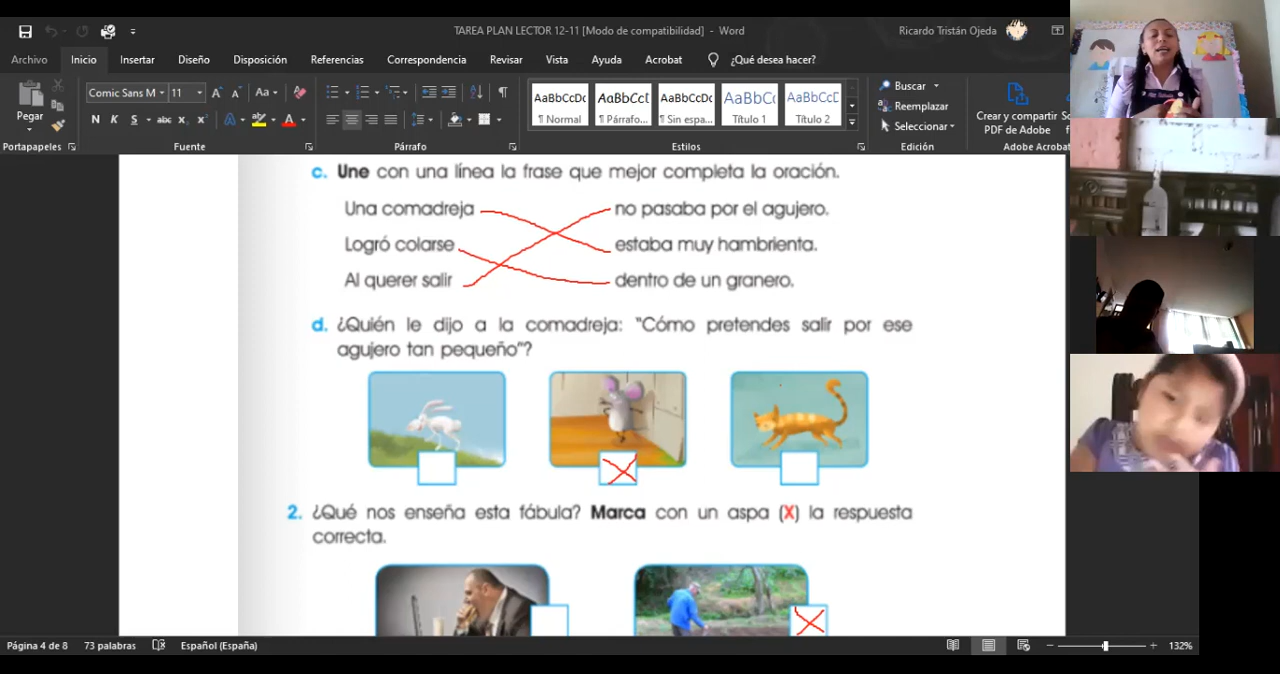 TAREA PLAN LECTOR 12-11 [Modo de compatibilidad] - Word
Ricardo Tristán Ojeda
Archivo Inicio Insertar Diseño Disposición Referencias Correspondencia Revisar Vista Ayuda Acrobat ¿Qué desea hacer?
Comic Sans M 11 Aa
AaBbCcDc AaBbCcD AaBbCcDc AaBbCc AaBbCcD
Buscar
Pegar
N K S abc x₂ x²
¶ Normal ¶ Párrafo... ¶ Sin espa... Título 1 Título 2
Reemplazar
Seleccionar
Crear y compartir
PDF de Adobe
Portapapeles Fuente Párrafo Estilos Edición Adobe Acrobat
c. Une con una línea la frase que mejor completa la oración.
Una comadreja no pasaba por el agujero.
Logró colarse estaba muy hambrienta.
Al querer salir dentro de un granero.
d. ¿Quién le dijo a la comadreja: "Cómo pretendes salir por ese
agujero tan pequeño"?
2. ¿Qué nos enseña esta fábula? Marca con un aspa (X) la respuesta
correcta.
Página 4 de 8 73 palabras Español (España) 132%